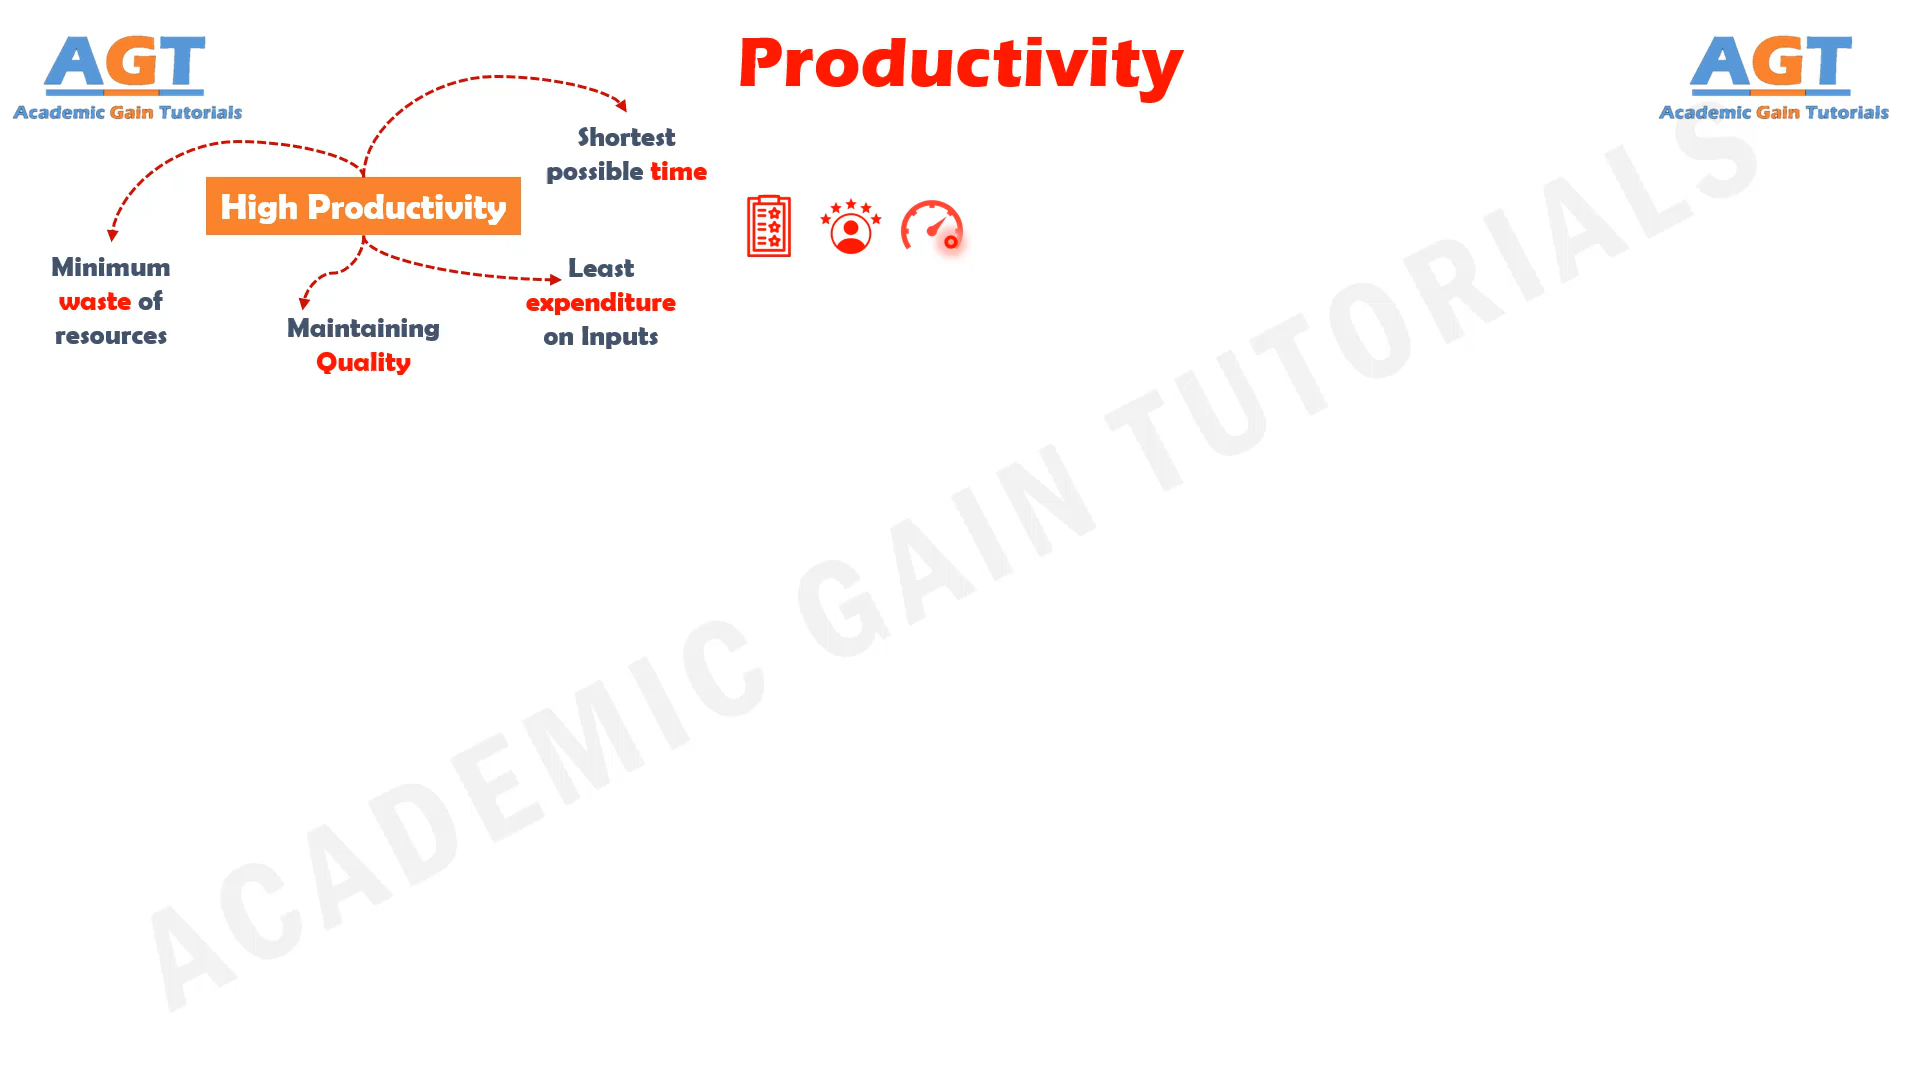 AGT
Academic Gain Tutorials
Productivity
AGT
Academic Gain Tutorials
Shortest
possible time
High Productivity
Minimum
waste of
resources
Maintaining
Quality
Least
expenditure
on Inputs
ACADEMIC GAIN TUTORIALS